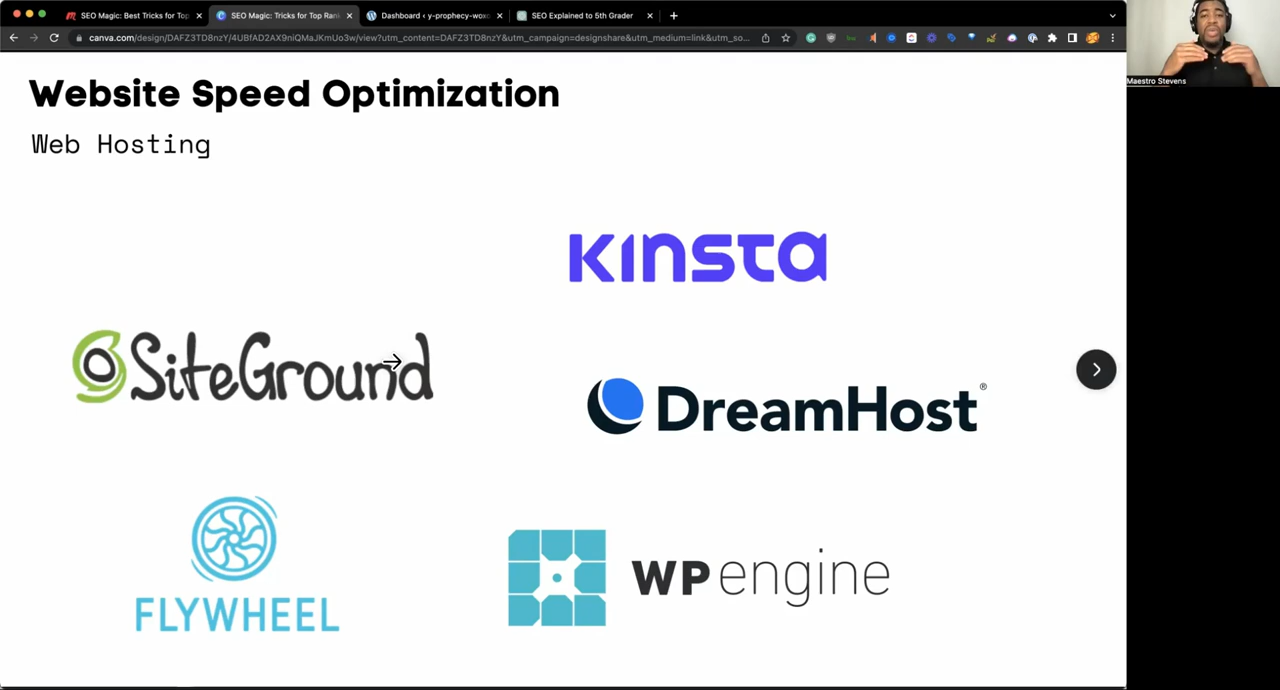 SEO Magic: Best Tricks for Top
SEO Magic: Tricks for Top Ran
Dashboard ‹ y-prophecy-woxo
SEO Explained to 5th Grader
canva.com/design/DAFZ3TD8nzY/4UBfAD2AX9niQMaJKmUo3w/view?utm_content=DAFZ3TD8nzY&utm_campaign=designshare&utm_medium=link&utm_so...
Maestro Stevens
Website Speed Optimization
Web Hosting
Kinsta
SiteGround
DreamHost®
FLYWHEEL
WP engine